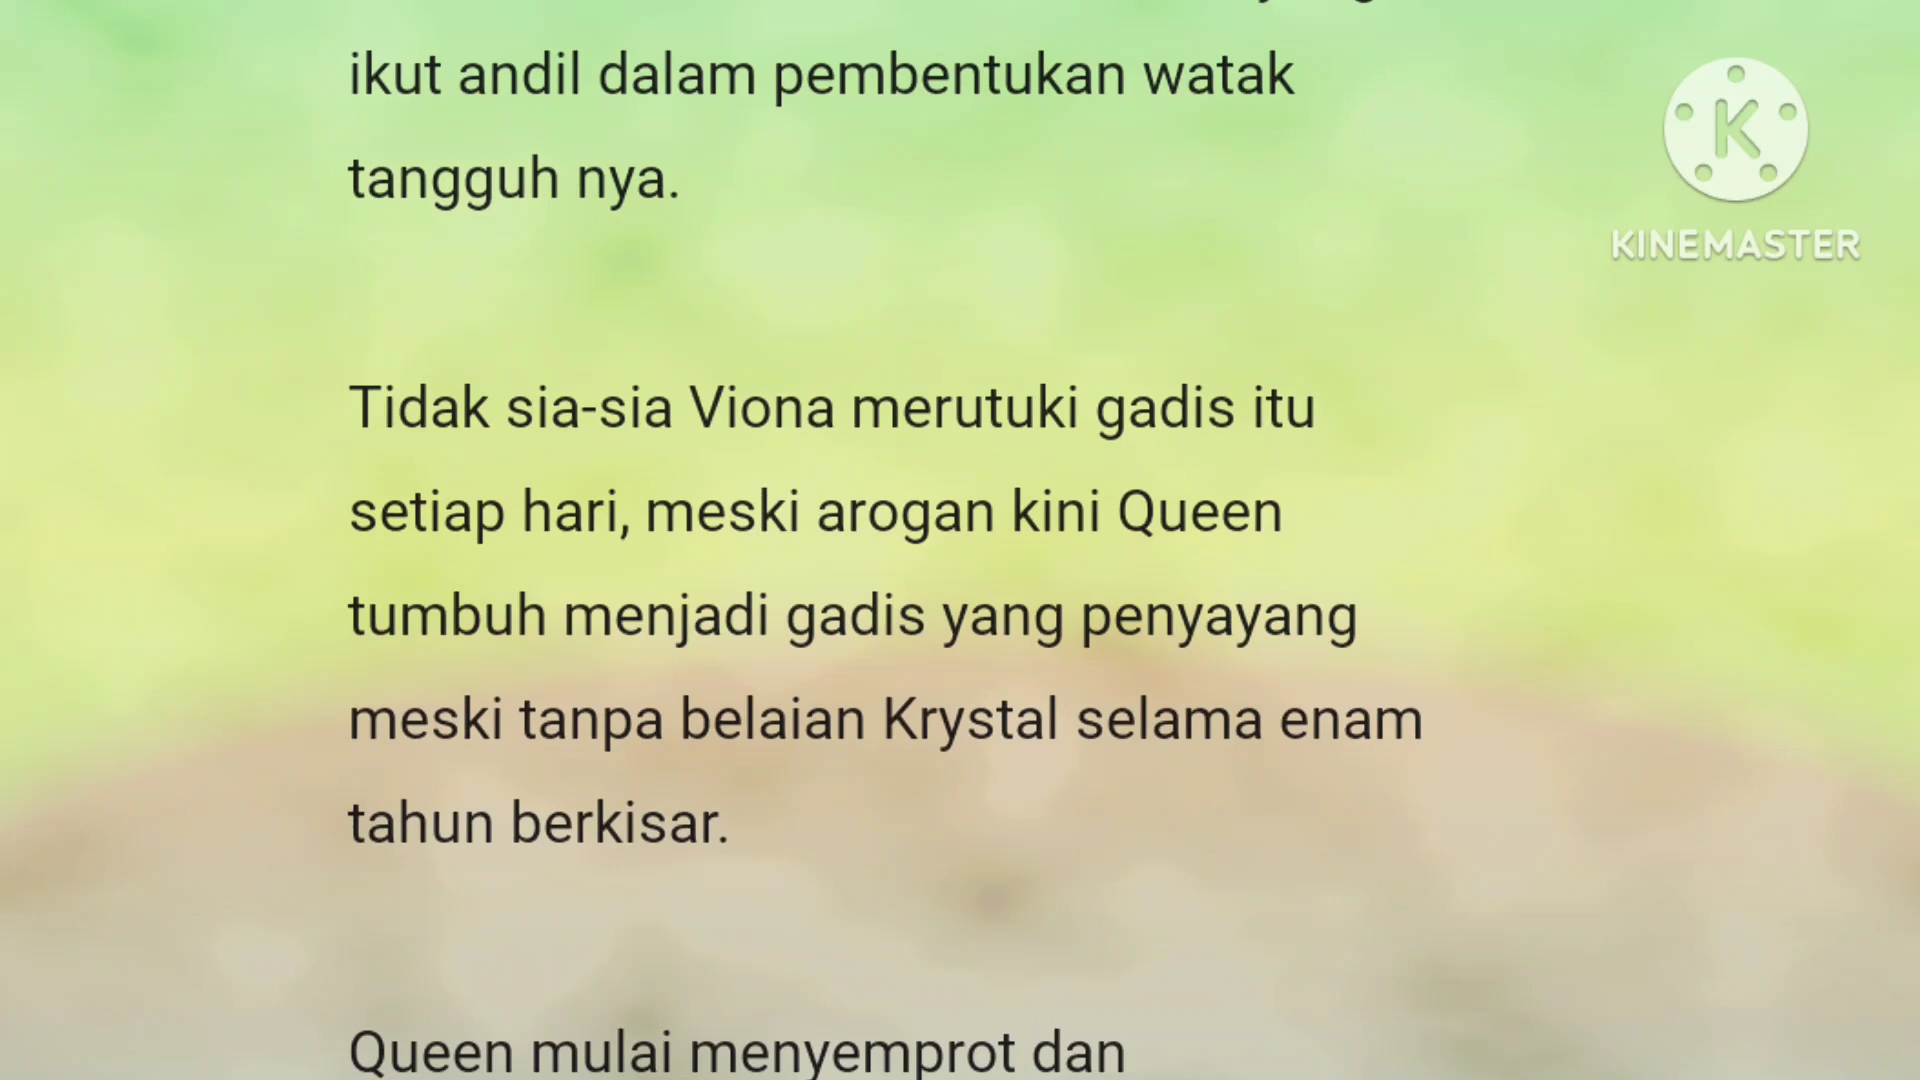 ikut andil dalam pembentukan watak
tangguh nya.
Tidak sia-sia Viona merutuki gadis itu
setiap hari, meski arogan kini Queen
tumbuh menjadi gadis yang penyayang
meski tanpa belaian Krystal selama enam
tahun berkisar.
Queen mulai menyemprot dan
K
KINEMASTER